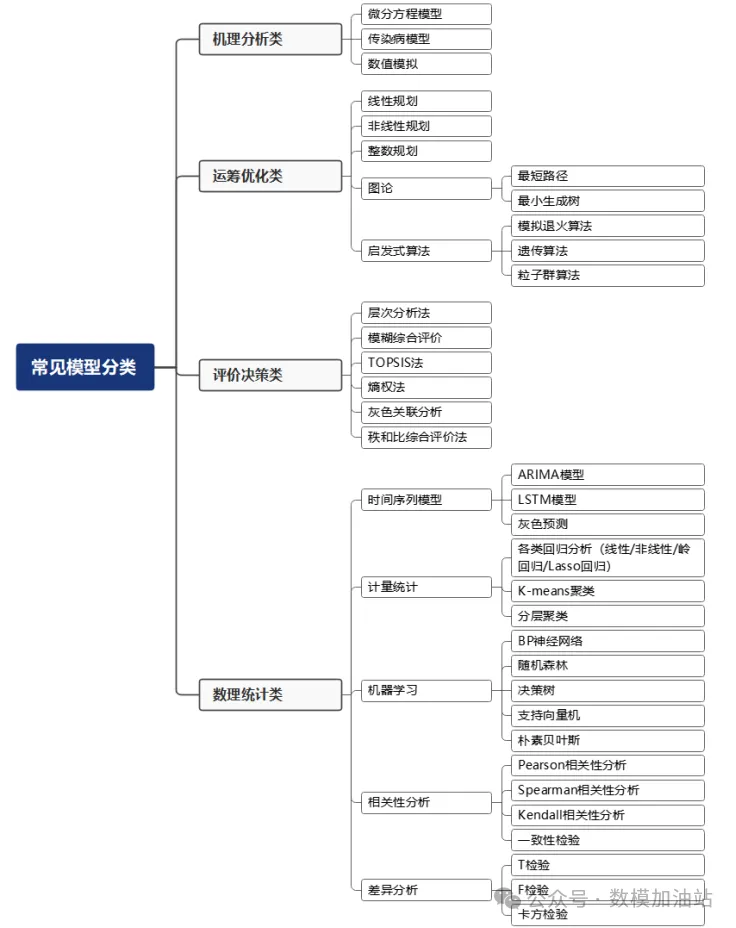 常见模型分类
机理分析类
微分方程模型
传染病模型
数值模拟
运筹优化类
线性规划
非线性规划
整数规划
图论
最短路径
最小生成树
启发式算法
模拟退火算法
遗传算法
粒子群算法
评价决策类
层次分析法
模糊综合评价
TOPSIS法
熵权法
灰色关联分析
秩和比综合评价法
数理统计类
时间序列模型
ARIMA模型
LSTM模型
灰色预测
计量统计
各类回归分析（线性/非线性/岭
回归/Lasso回归）
K-means聚类
分层聚类
机器学习
BP神经网络
随机森林
决策树
支持向量机
朴素贝叶斯
相关性分析
Pearson相关性分析
Spearman相关性分析
Kendall相关性分析
一致性检验
差异分析
T检验
F检验
卡方检验
公众号·数模加油站